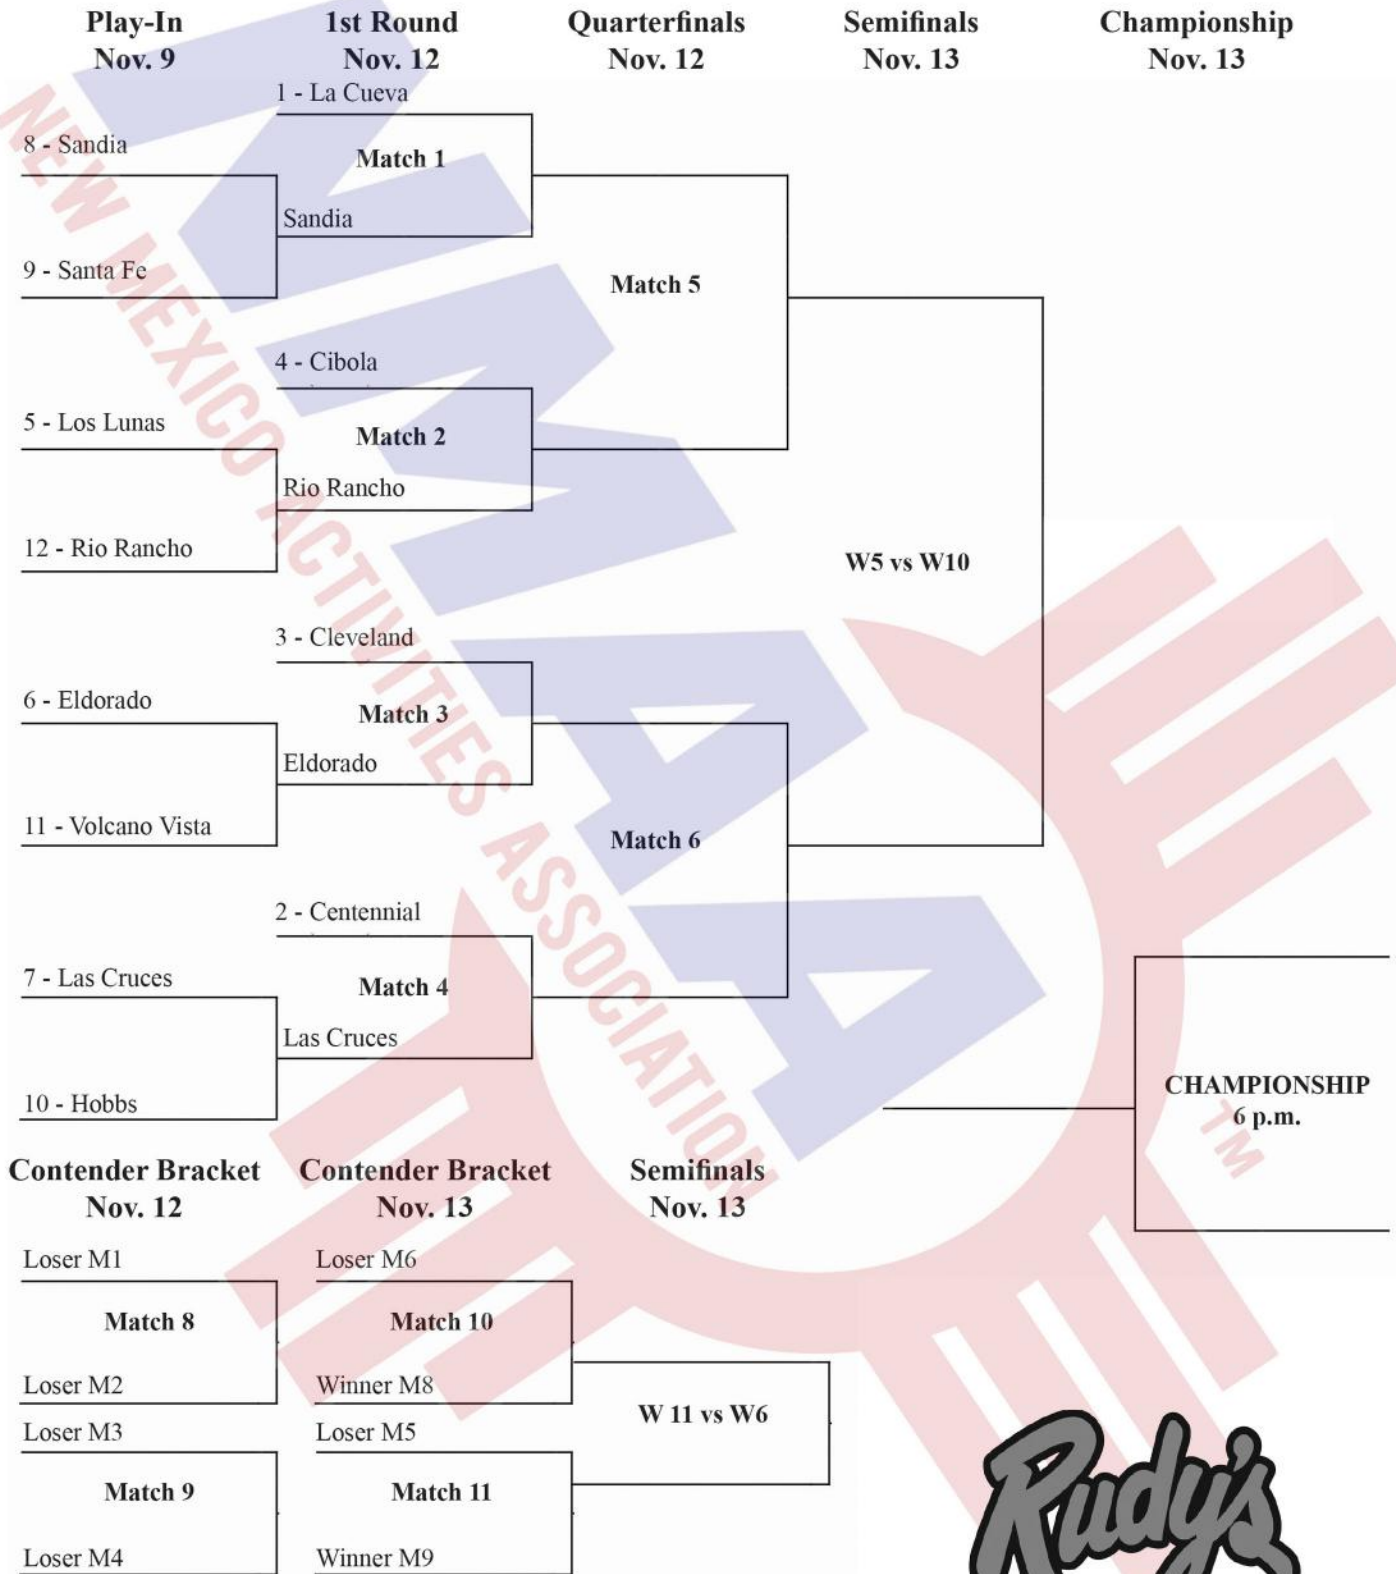 Play-In
Nov. 9
1st Round
Nov. 12
Quarterfinals
Nov. 12
Semifinals
Nov. 13
Championship
Nov. 13
1 - La Cueva
8 - Sandia
Match 1
Sandia
9 - Santa Fe
Match 5
4 - Cibola
5 - Los Lunas
Match 2
Rio Rancho
12 - Rio Rancho
W5 vs W10
3 - Cleveland
6 - Eldorado
Match 3
Eldorado
11 - Volcano Vista
Match 6
2 - Centennial
7 - Las Cruces
Match 4
Las Cruces
10 - Hobbs
CHAMPIONSHIP
6 p.m.
Contender Bracket
Nov. 12
Contender Bracket
Nov. 13
Semifinals
Nov. 13
Loser M1
Match 8
Loser M2
Loser M3
Match 9
Loser M4
Loser M6
Match 10
Winner M8
Loser M5
Match 11
Winner M9
W 11 vs W6
NMAA
NEW MEXICO ACTIVITIES ASSOCIATION
TM
Rudy's